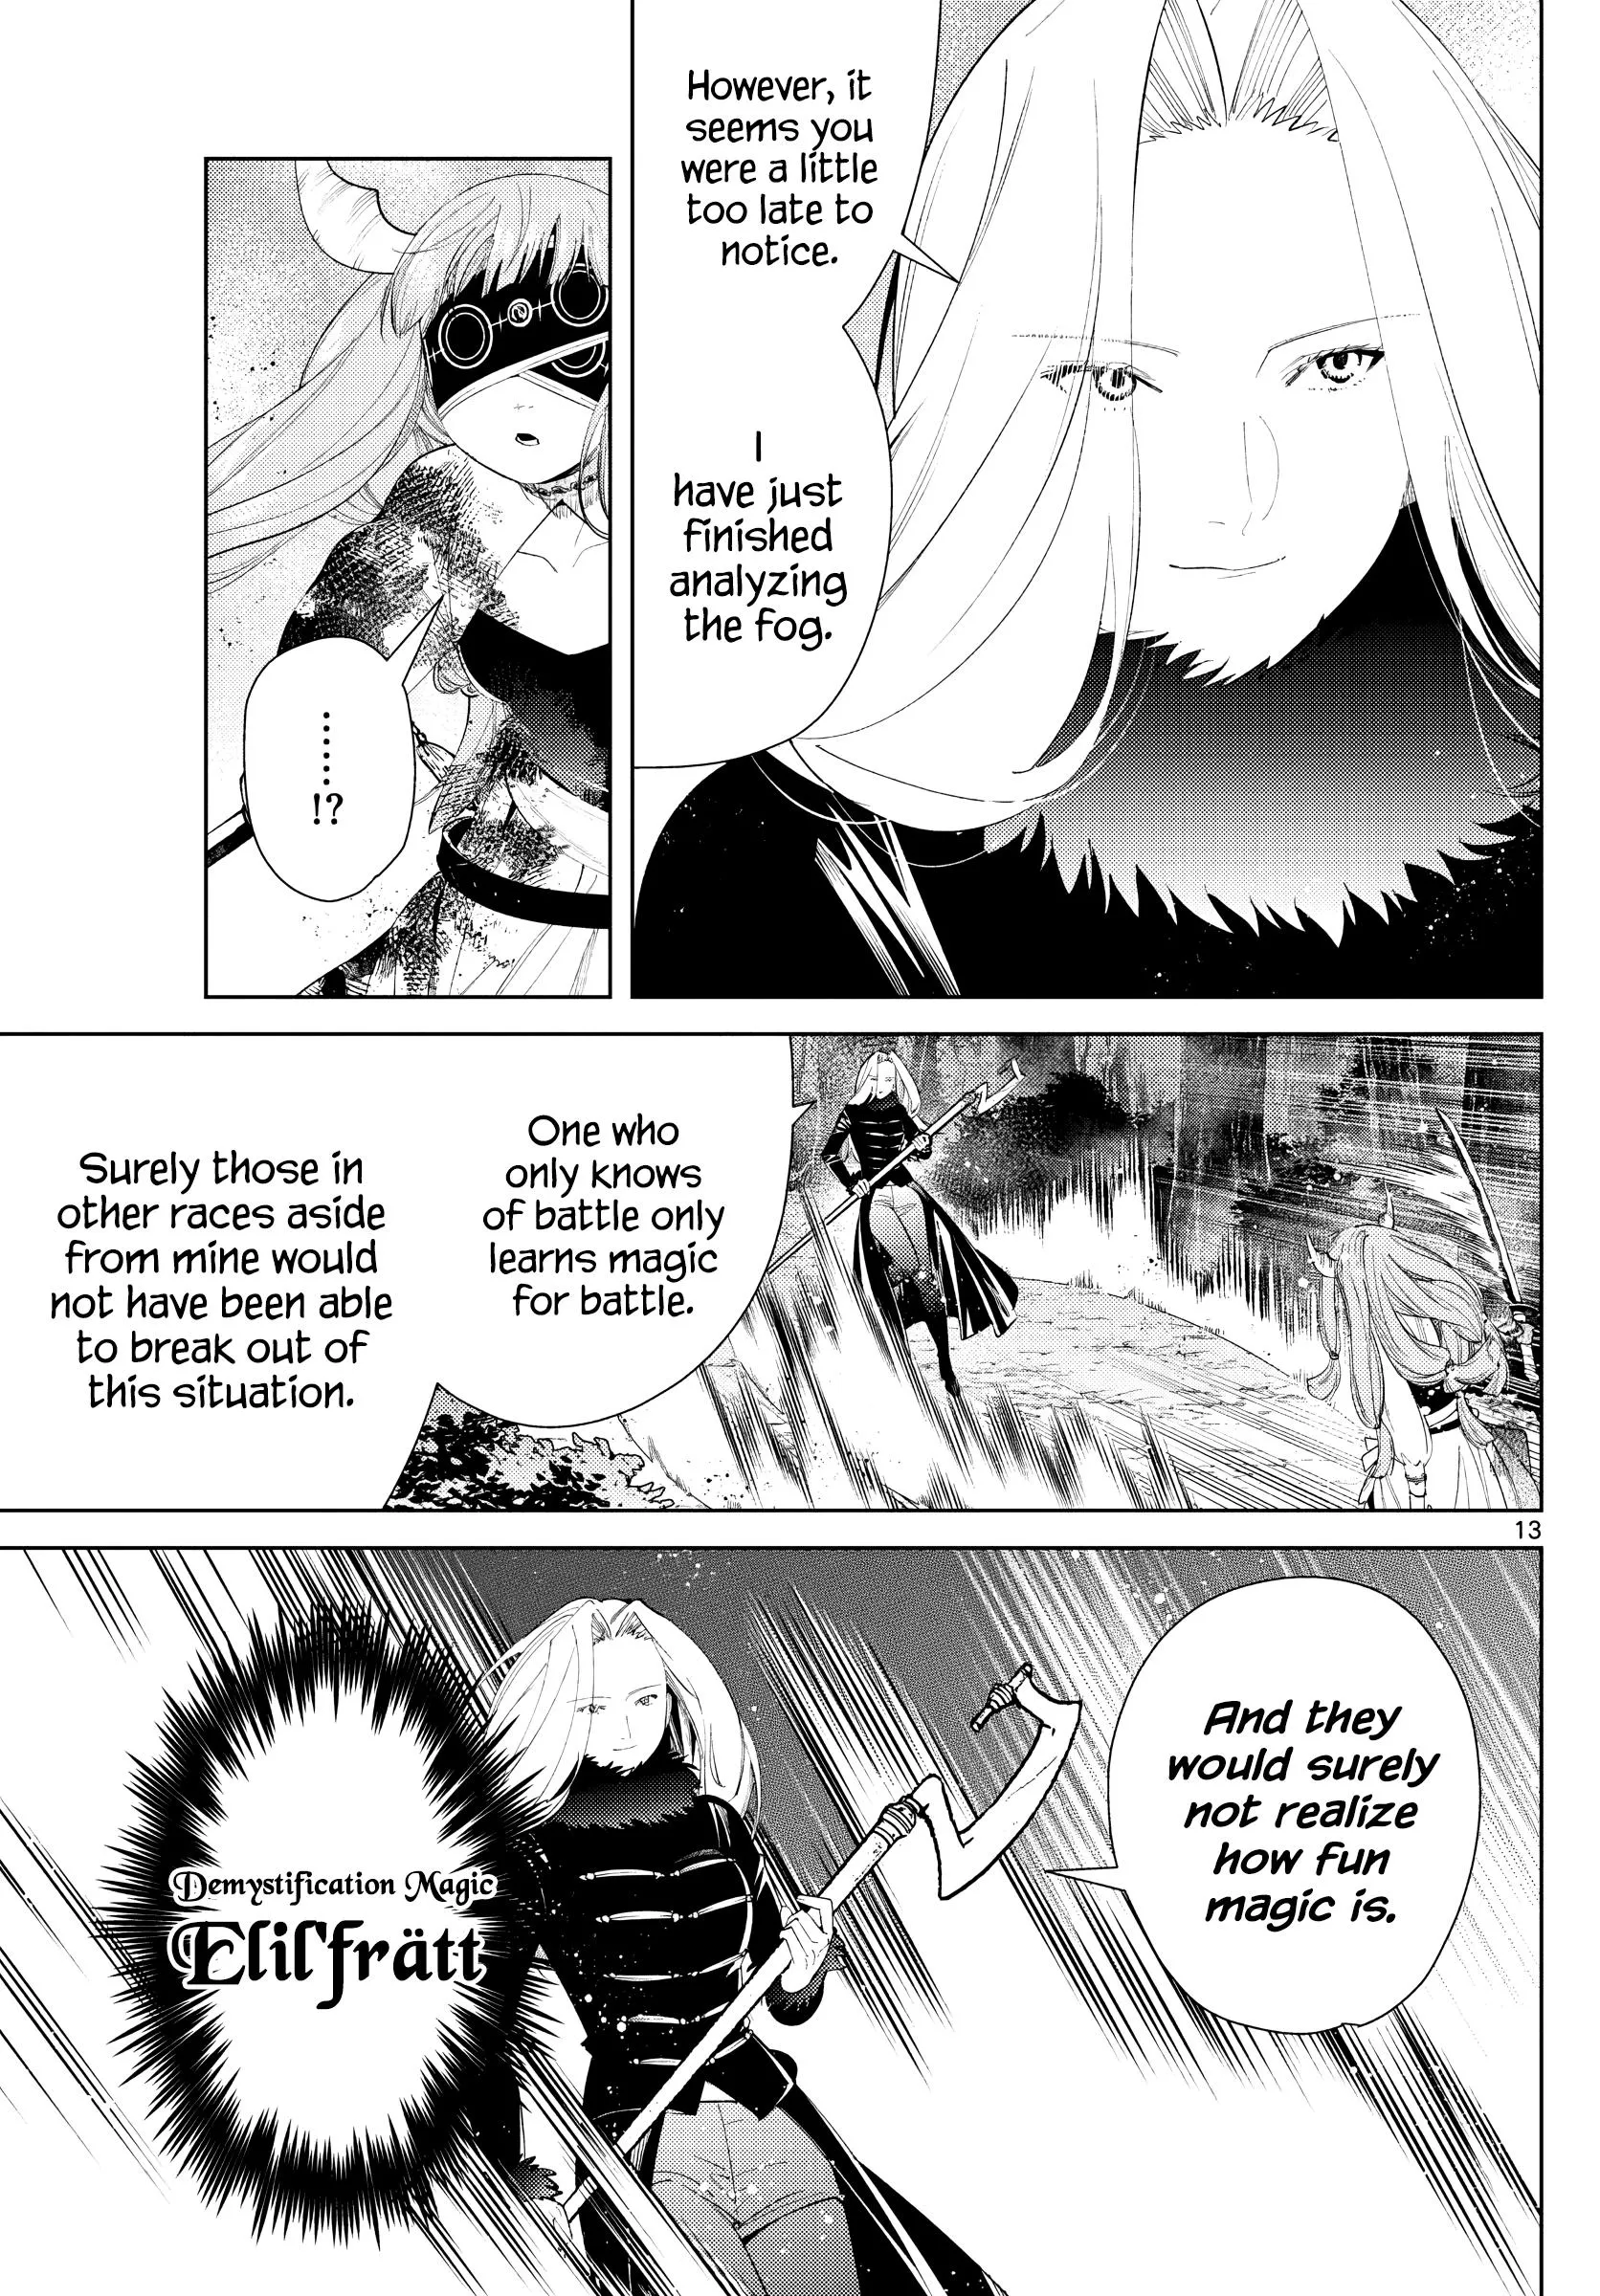 However, it
seems you
were a little
too late to
notice.
I
have just
finished
analyzing
the fog.
.......
!?
One who
only knows
of battle only
learns magic
for battle.
Surely those in
other races aside
from mine would
not have been able
to break out of
this situation.
13
And they
would surely
not realize
how fun
magic is.
Demystification Magic
Elil'frätt